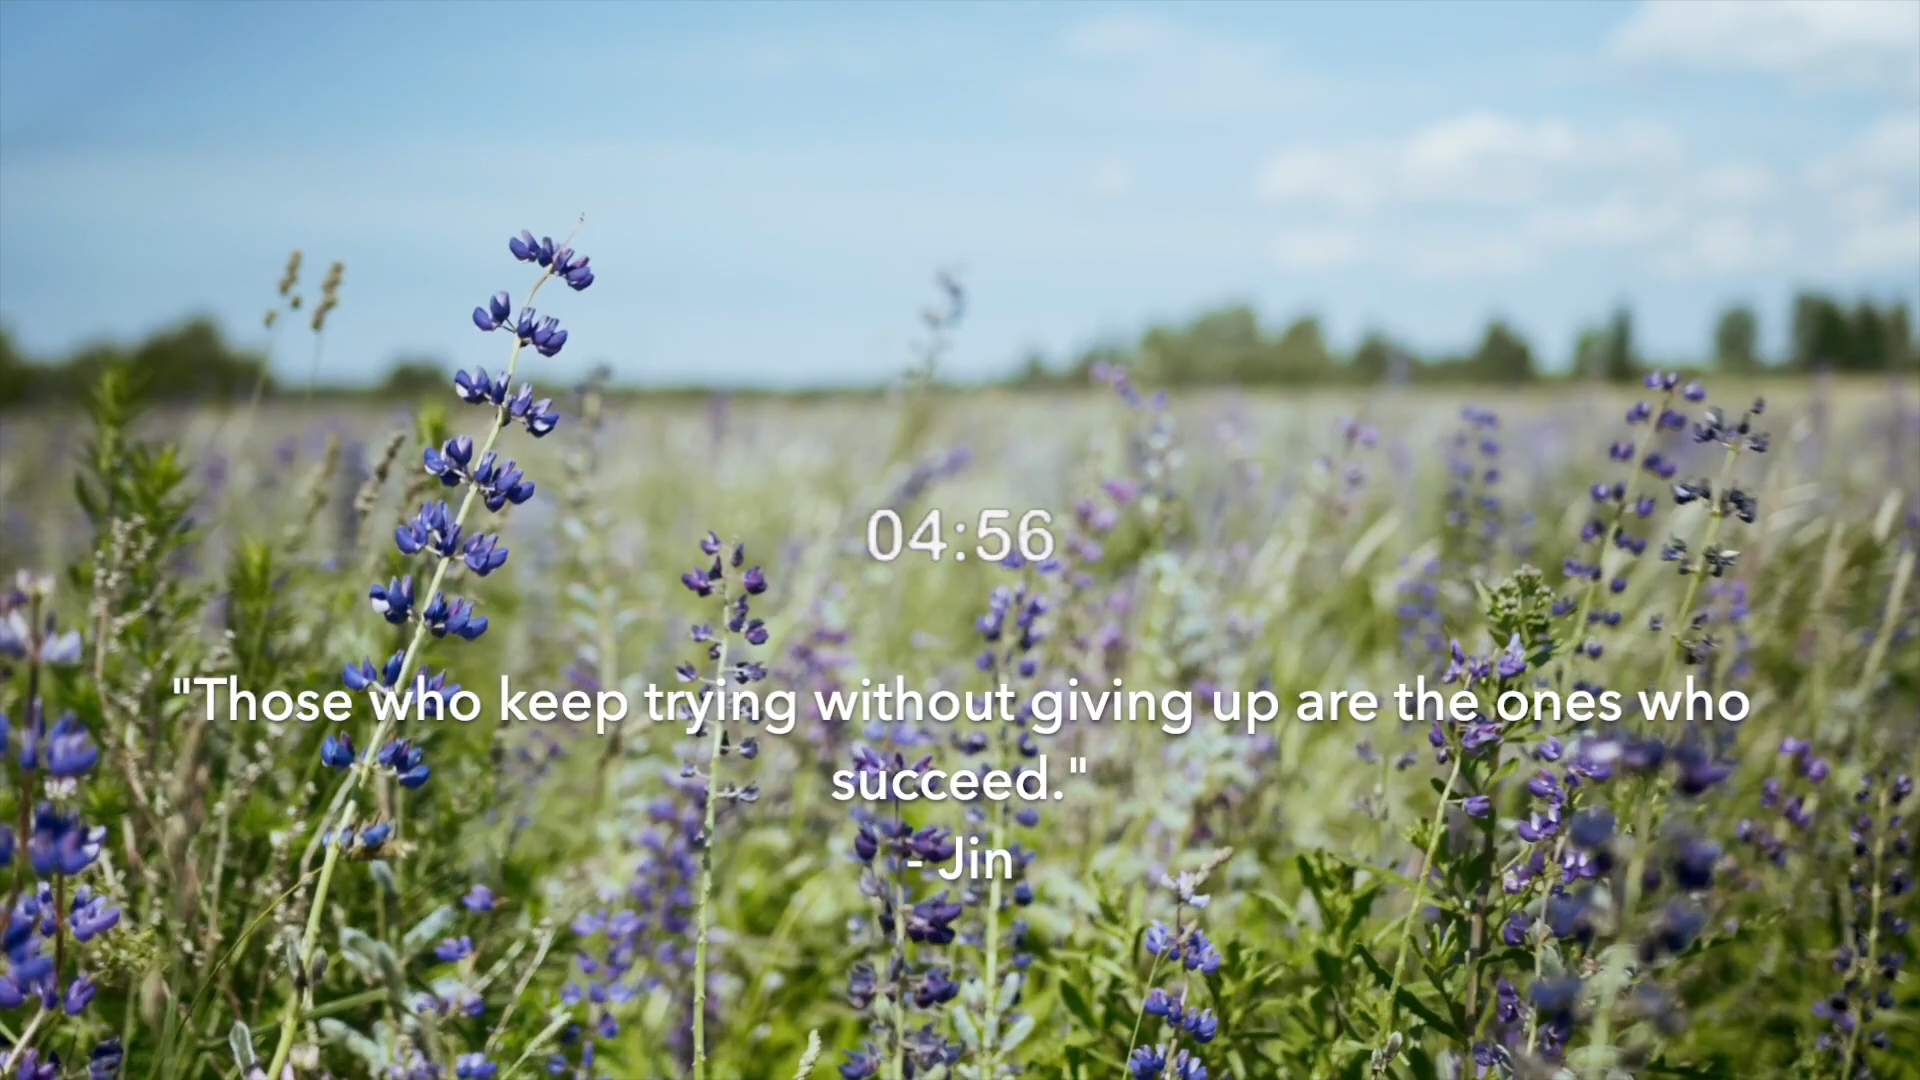 04:56
"Those who keep trying without giving up are the ones who
succeed."
- Jin